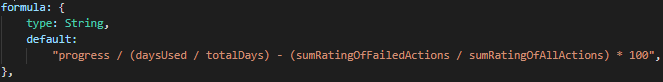 formula: {
type: String,
default:
"progress / (daysUsed / totalDays) - (sumRatingOfFailedActions / sumRatingOfAllActions) * 100",
},